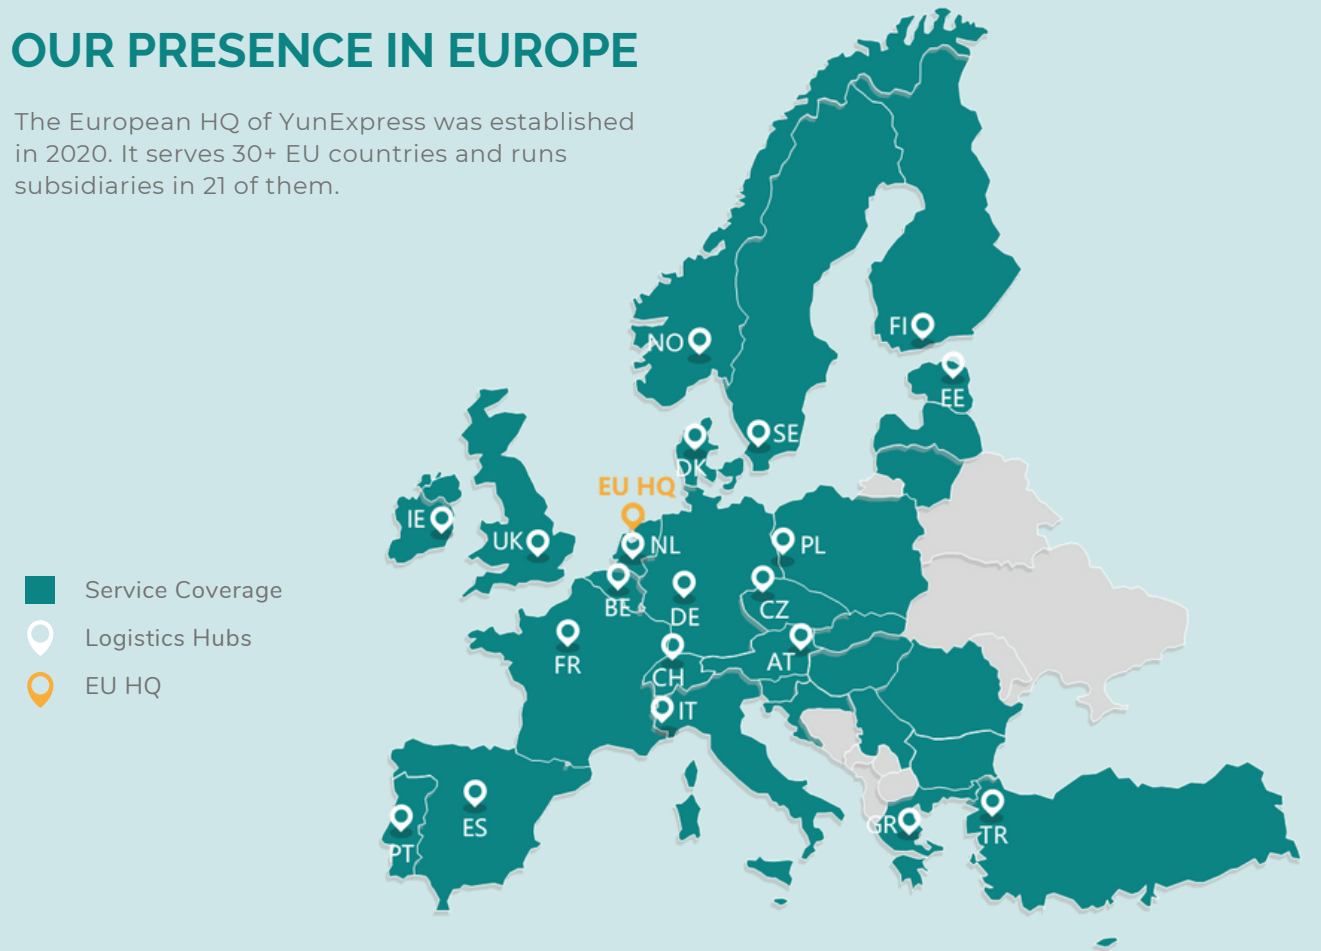 OUR PRESENCE IN EUROPE
The European HQ of YunExpress was established
in 2020. It serves 30+ EU countries and runs
subsidiaries in 21 of them.
FI
NO
EE
SE
DK
EU HQ
IE
UK
NL
PL
BE
DE
CZ
FR
AT
CH
IT
ES
PT
GR
TR
Service Coverage
Logistics Hubs
EU HQ